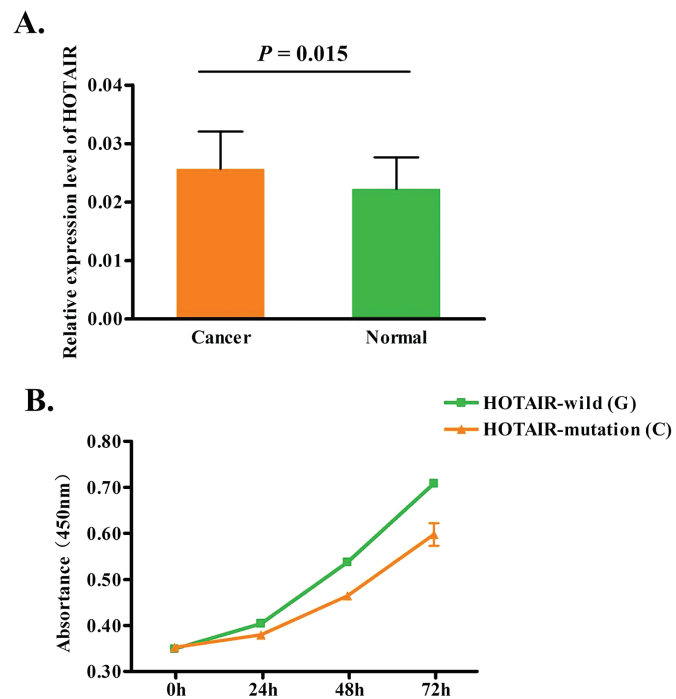 A.
P = 0.015
Relative expression level of HOTAIR
0.04
0.03
0.02
0.01
0.00
Cancer Normal
B.
HOTAIR-wild (G)
HOTAIR-mutation (C)
Absortance（450nm）
0.80
0.70
0.60
0.50
0.40
0.30
0h 24h 48h 72h